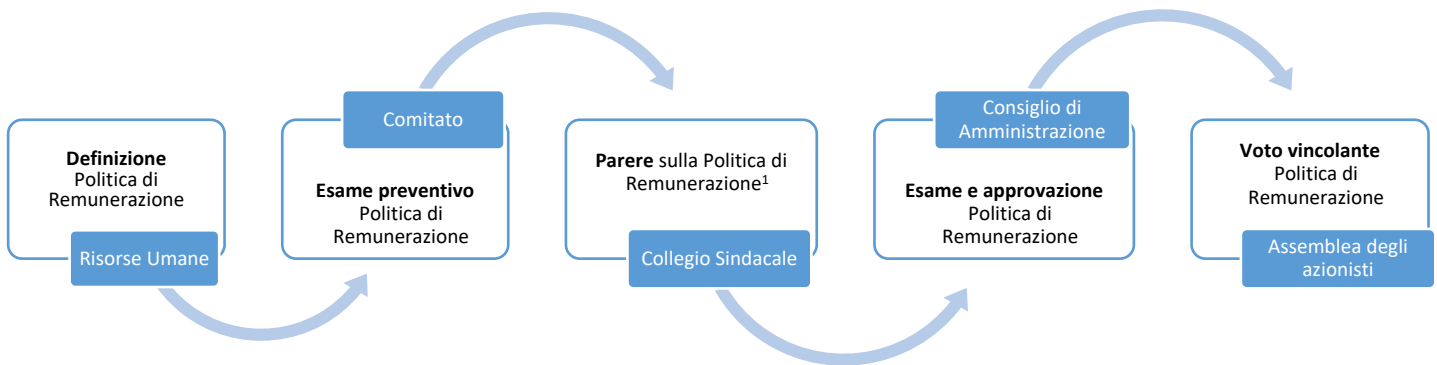 Definizione
Politica di
Remunerazione
Risorse Umane
Comitato
Esame preventivo
Politica di
Remunerazione
Parere sulla Politica di
Remunerazione¹
Collegio Sindacale
Consiglio di
Amministrazione
Esame e approvazione
Politica di
Remunerazione
Voto vincolante
Politica di
Remunerazione
Assemblea degli
azionisti